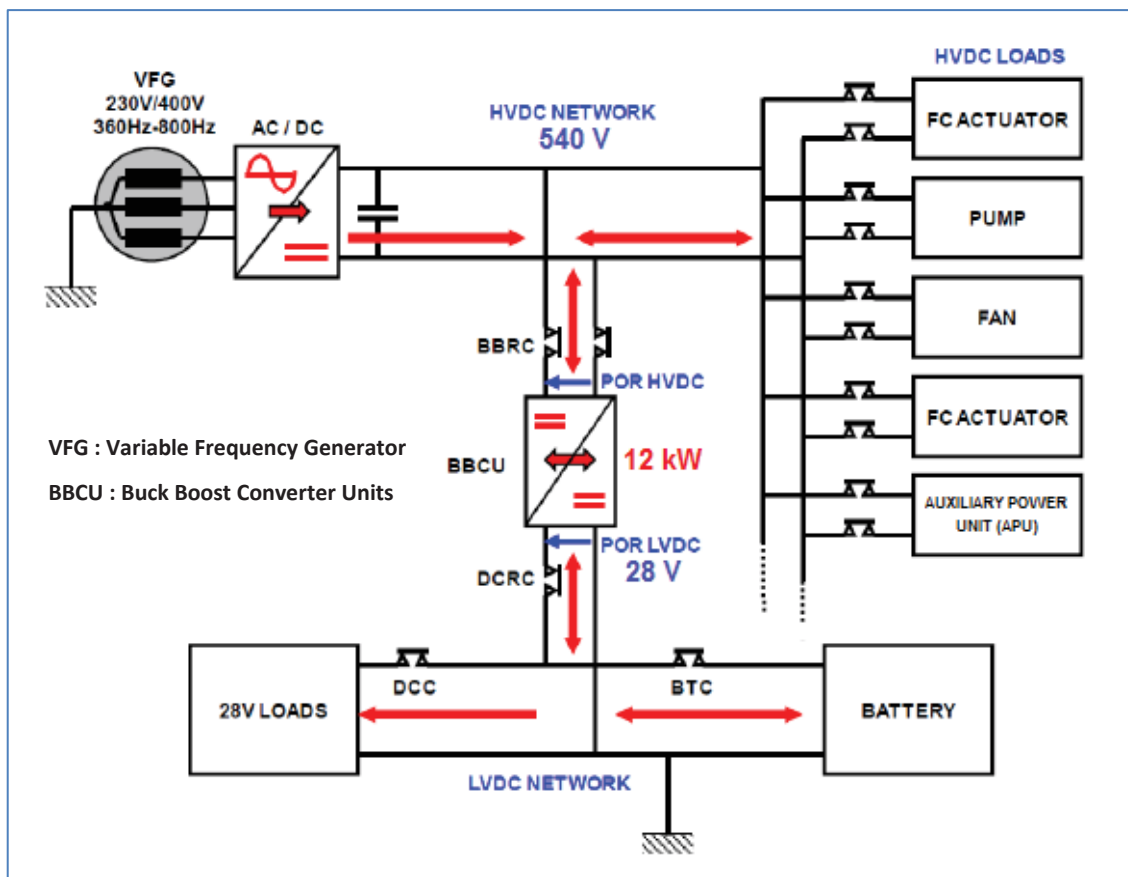 VFG
230V/400V
360Hz-800Hz
AC / DC
HVDC NETWORK
540 V
HVDC LOADS
FC ACTUATOR
PUMP
FAN
FC ACTUATOR
AUXILIARY POWER
UNIT (APU)
BBRC
POR HVDC
VFG : Variable Frequency Generator
BBCU : Buck Boost Converter Units
BBCU
12 kW
POR LVDC
28 V
DCRC
28V LOADS
DCC
BTC
BATTERY
LVDC NETWORK